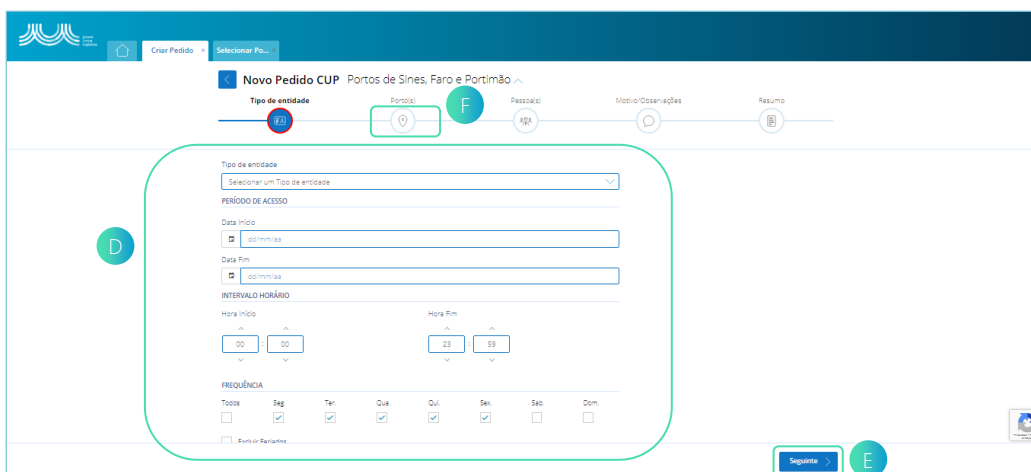 Criar Pedido × Selecionar Po... ×
Novo Pedido CUP Portos de Sines, Faro e Portimão
Tipo de entidade Porto(s) F Pessoa(s) Motivo/Observações Resumo
Tipo de entidade
Selecionar um Tipo de entidade
PERÍODO DE ACESSO
Data Início
D
dd/mm/aa
Data Fim
dd/mm/aa
INTERVALO HORÁRIO
Hora Início Hora Fim
00 : 00 23 : 59
FREQUÊNCIA
Todos Seg. Ter. Qua. Qui. Sex. Sab. Dom.
Excluir Feriados
Seguinte E